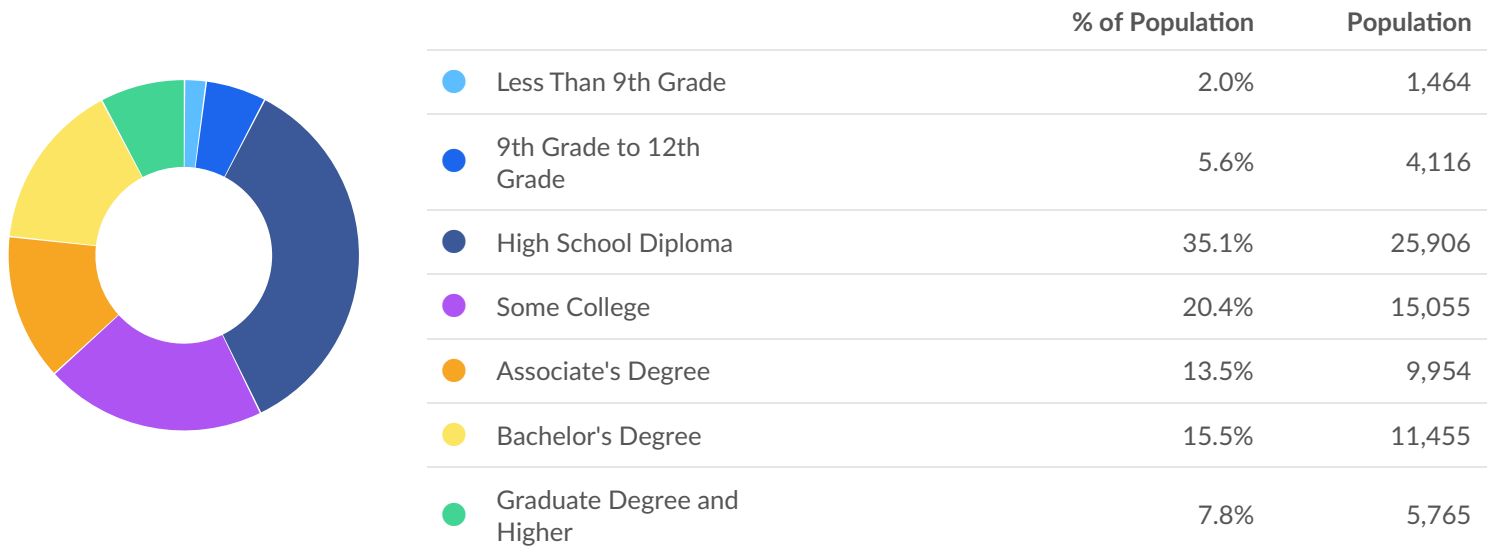 % of Population Population
Less Than 9th Grade 2.0% 1,464
9th Grade to 12th
Grade 5.6% 4,116
High School Diploma 35.1% 25,906
Some College 20.4% 15,055
Associate's Degree 13.5% 9,954
Bachelor's Degree 15.5% 11,455
Graduate Degree and
Higher 7.8% 5,765